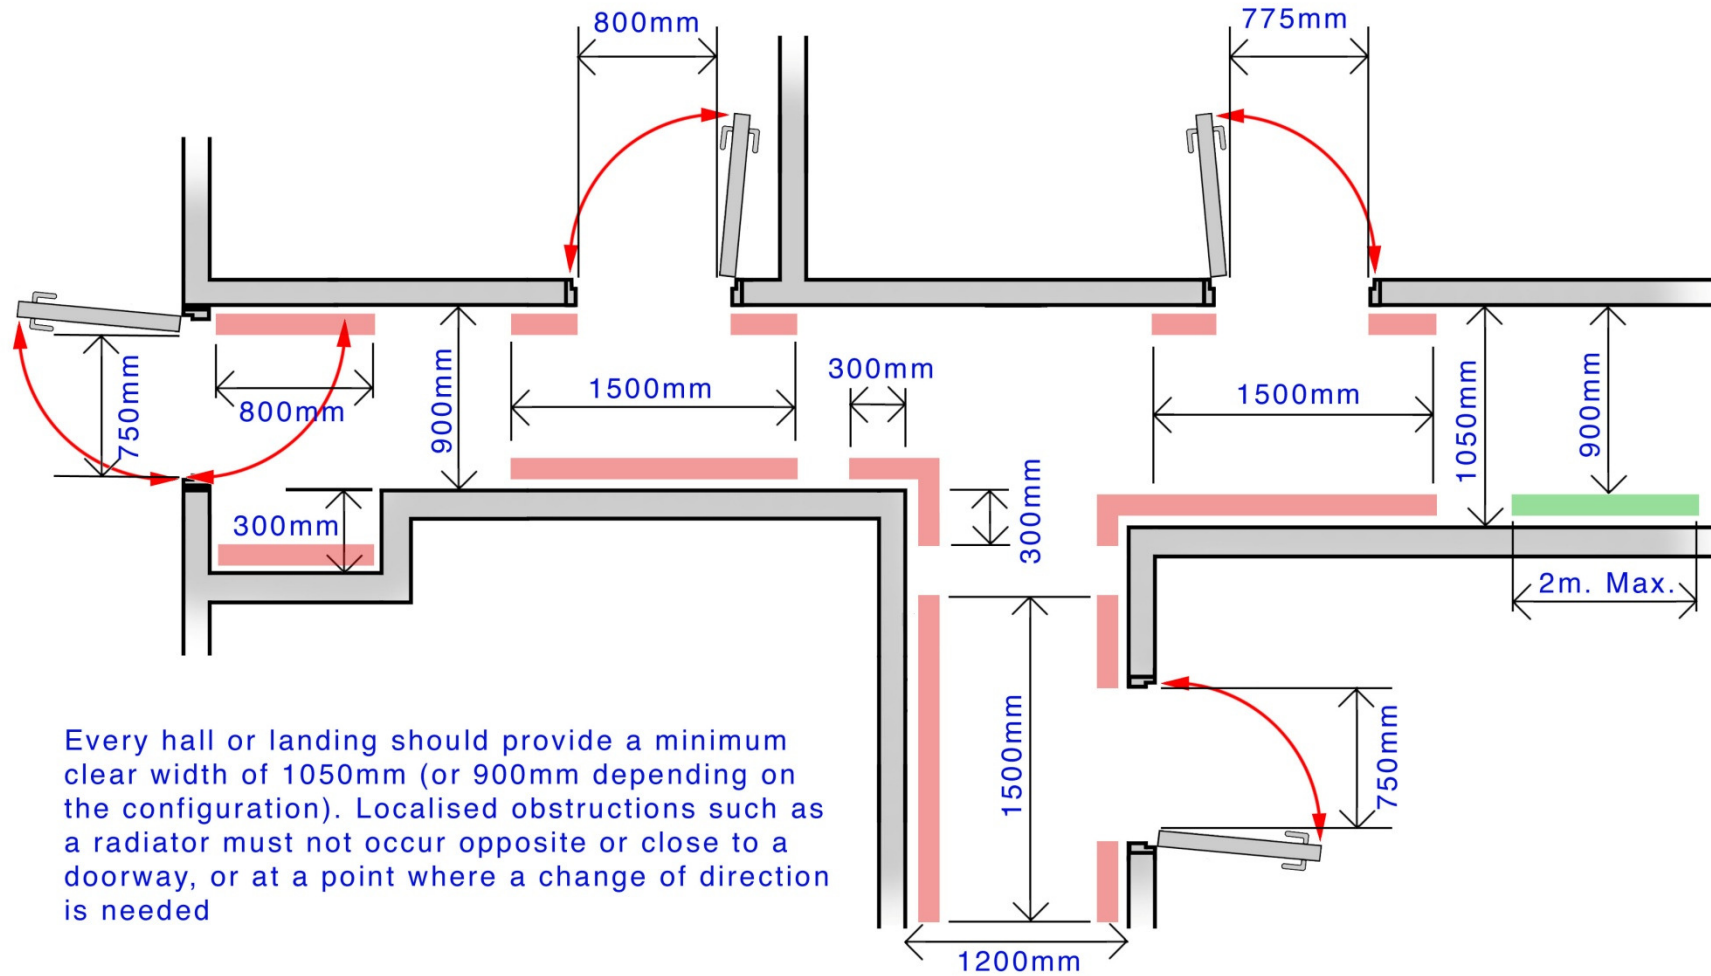 800mm
775mm
750mm
800mm
900mm
1500mm
300mm
1500mm
1050mm
900mm
300mm
300mm
2m. Max.
1500mm
750mm
Every hall or landing should provide a minimum
clear width of 1050mm (or 900mm depending on
the configuration). Localised obstructions such as
a radiator must not occur opposite or close to a
doorway, or at a point where a change of direction
is needed
1200mm